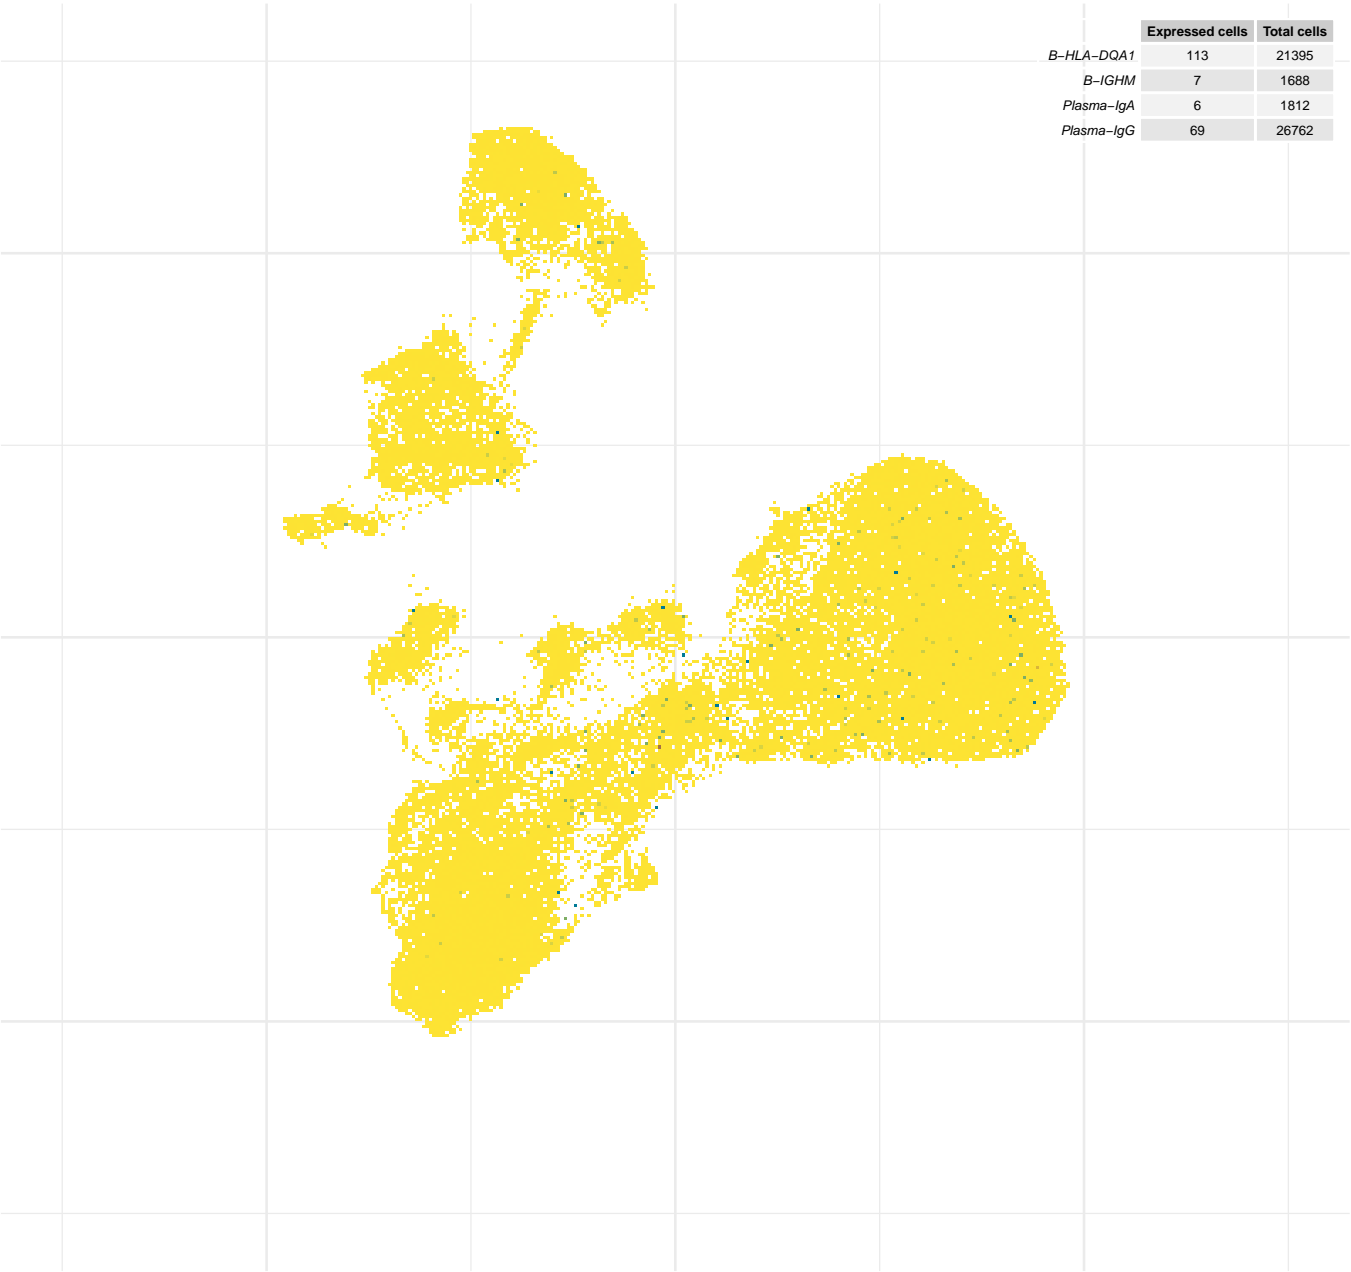 Expressed cells Total cells
B−HLA−DQA1 113 21395
B−IGHM 7 1688
Plasma−IgA 6 1812
Plasma−IgG 69 26762